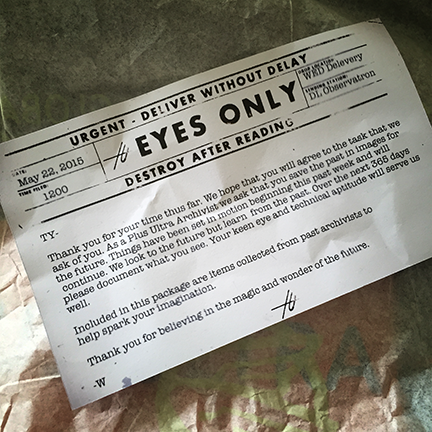 URGENT - DELIVER WITHOUT DELAY
EYES ONLY
DESTROY AFTER READING
DATE:
May 22, 2015
TIME FILED:
1200
DROP LOCATION
WED Delevery
SENDING STATION:
DL Observatron
TY-
Thank you for your time thus far. We hope that you will agree to the task that we
ask of you. As a Plus Ultra Archivist we ask that you save the past in images for
the future. Things have been set in motion beginning this past week and will
continue. We look to the future but learn from the past. Over the next 365 days
please document what you see. Your keen eye and technical aptitude will serve us
well.
Included in this package are items collected from past archivists to
help spark your imagination.
Thank you for believing in the magic and wonder of the future.
-W